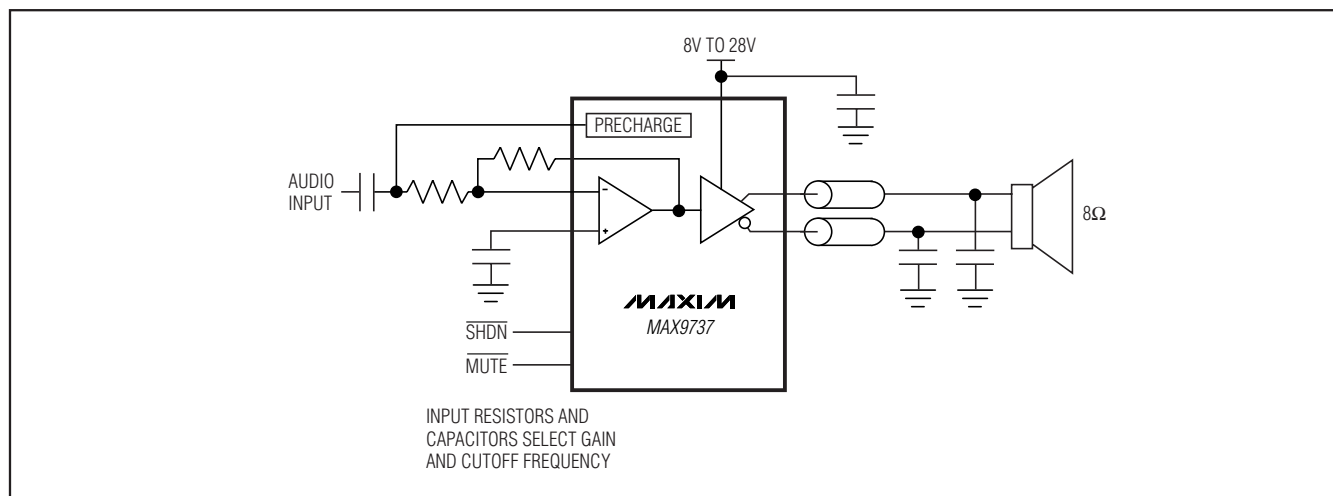 8V TO 28V
PRECHARGE
AUDIO
INPUT
-
+
8Ω
MAXIM
MAX9737
SHDN
MUTE
INPUT RESISTORS AND
CAPACITORS SELECT GAIN
AND CUTOFF FREQUENCY